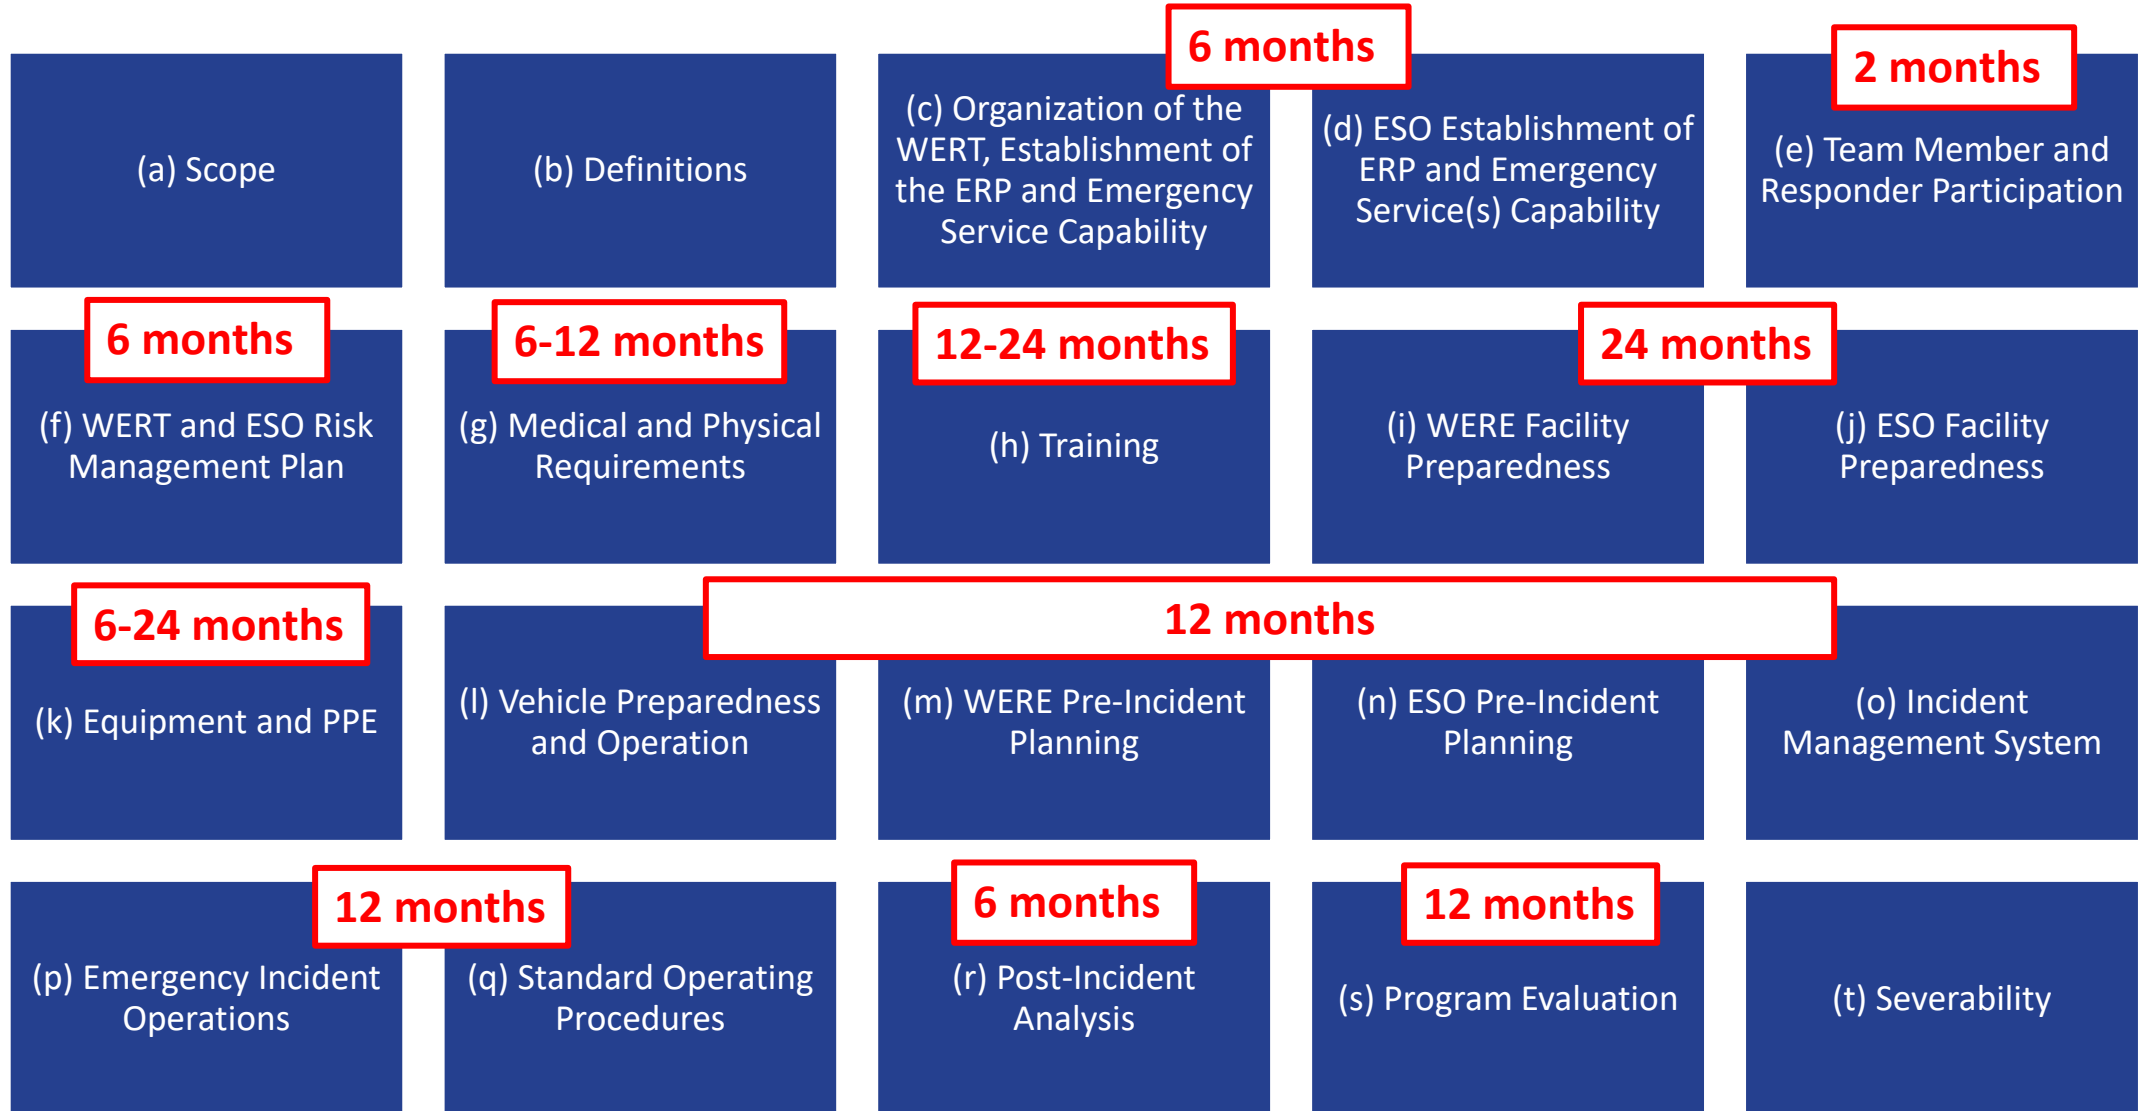 6 months
2 months
(a) Scope
(b) Definitions
(c) Organization of the
WERT, Establishment of
the ERP and Emergency
Service Capability
(d) ESO Establishment of
ERP and Emergency
Service(s) Capability
(e) Team Member and
Responder Participation
6 months
6-12 months
12-24 months
24 months
(f) WERT and ESO Risk
Management Plan
(g) Medical and Physical
Requirements
(h) Training
(i) WERE Facility
Preparedness
(j) ESO Facility
Preparedness
6-24 months
12 months
(k) Equipment and PPE
(l) Vehicle Preparedness
and Operation
(m) WERE Pre-Incident
Planning
(n) ESO Pre-Incident
Planning
(o) Incident
Management System
12 months
6 months
12 months
(p) Emergency Incident
Operations
(q) Standard Operating
Procedures
(r) Post-Incident
Analysis
(s) Program Evaluation
(t) Severability